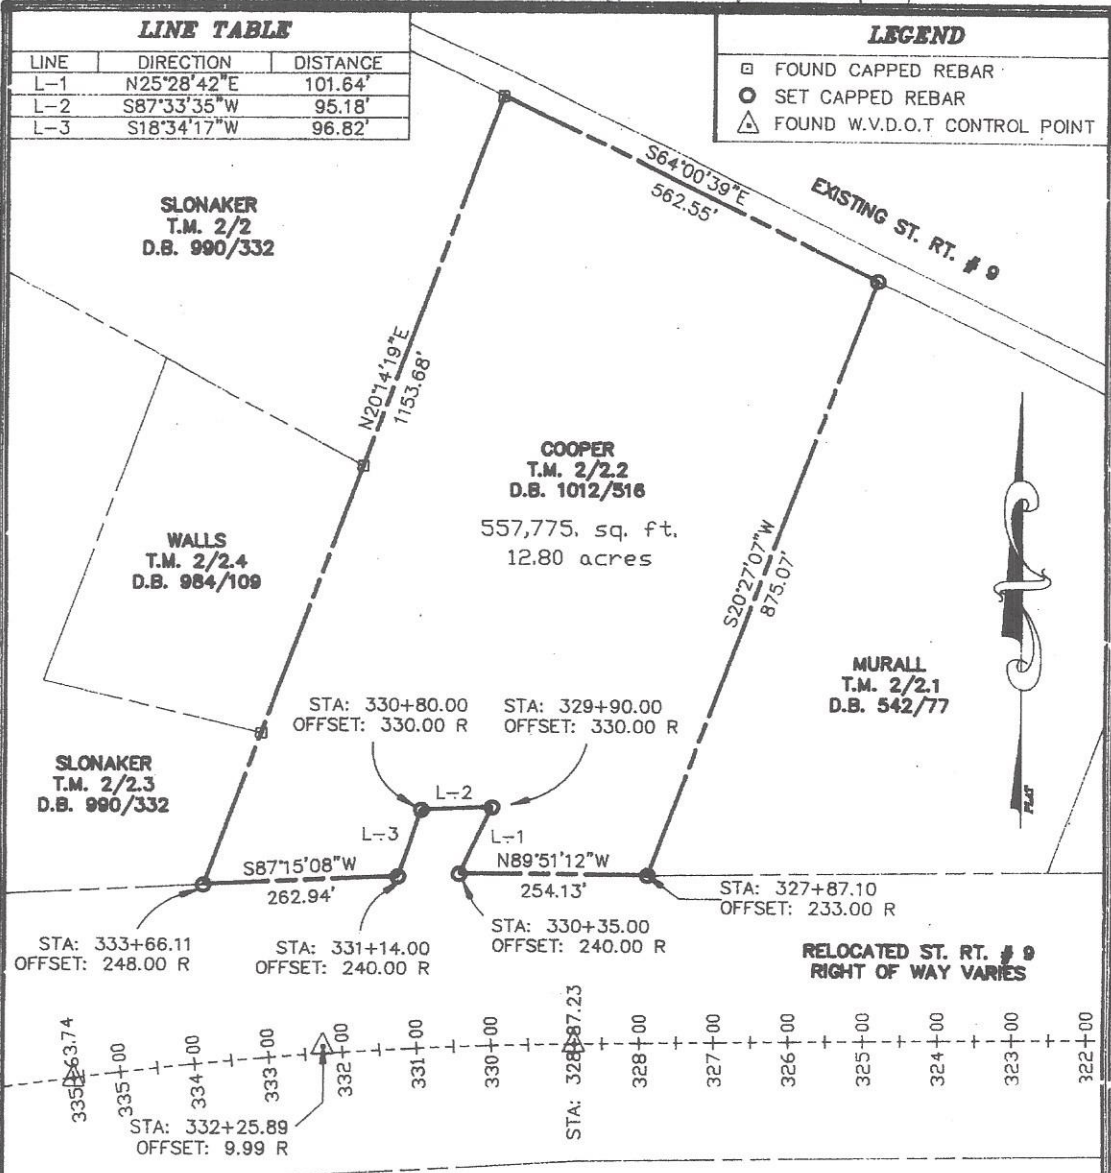 LINE TABLE
LINE DIRECTION DISTANCE
L-1 N25°28'42"E 101.64'
L-2 S87°33'35"W 95.18'
L-3 S18°34'17"W 96.82'
LEGEND
FOUND CAPPED REBAR
SET CAPPED REBAR
FOUND W.V.D.O.T CONTROL POINT
S64°00'39"E
562.55'
EXISTING ST. RT. # 9
SLONAKER
T.M. 2/2
D.B. 990/332
N20°14'19"E
1153.68'
COOPER
T.M. 2/2.2
D.B. 1012/516
557,775. sq. ft.
12.80 acres
WALLS
T.M. 2/2.4
D.B. 984/109
S20°27'07"W
875.07'
MURALL
T.M. 2/2.1
D.B. 542/77
PLAT
SLONAKER
T.M. 2/2.3
D.B. 990/332
STA: 330+80.00
OFFSET: 330.00 R
STA: 329+90.00
OFFSET: 330.00 R
L-2
L-3
L-1
S87°15'08"W
262.94'
N89°51'12"W
254.13'
STA: 327+87.10
OFFSET: 233.00 R
STA: 333+66.11
OFFSET: 248.00 R
STA: 331+14.00
OFFSET: 240.00 R
STA: 330+35.00
OFFSET: 240.00 R
RELOCATED ST. RT. # 9
RIGHT OF WAY VARIES
335+63.74
335+00
334+00
333+00
332+00
331+00
330+00
STA: 328+87.23
328+00
327+00
326+00
325+00
324+00
323+00
322+00
STA: 332+25.89
OFFSET: 9.99 R